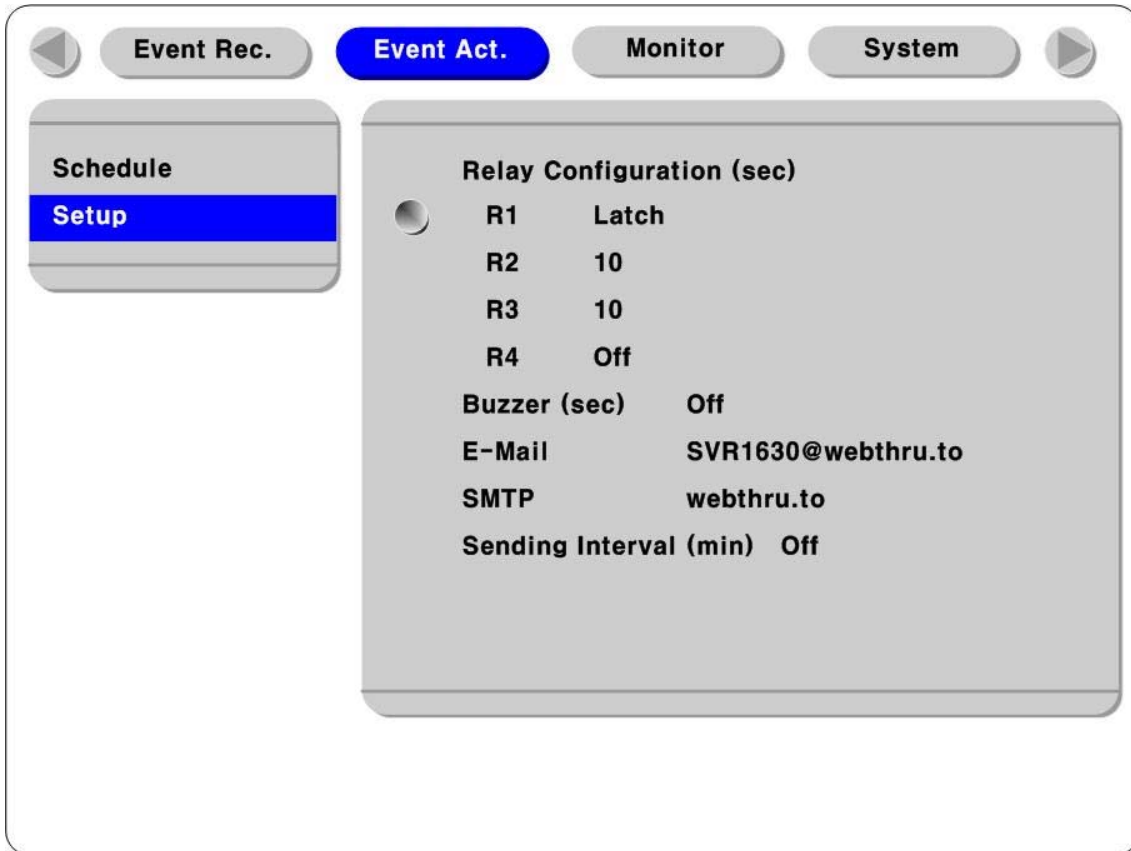 Event Rec. Event Act. Monitor System
Schedule
Setup
Relay Configuration (sec)
R1 Latch
R2 10
R3 10
R4 Off
Buzzer (sec) Off
E-Mail SVR1630@webthru.to
SMTP webthru.to
Sending Interval (min) Off